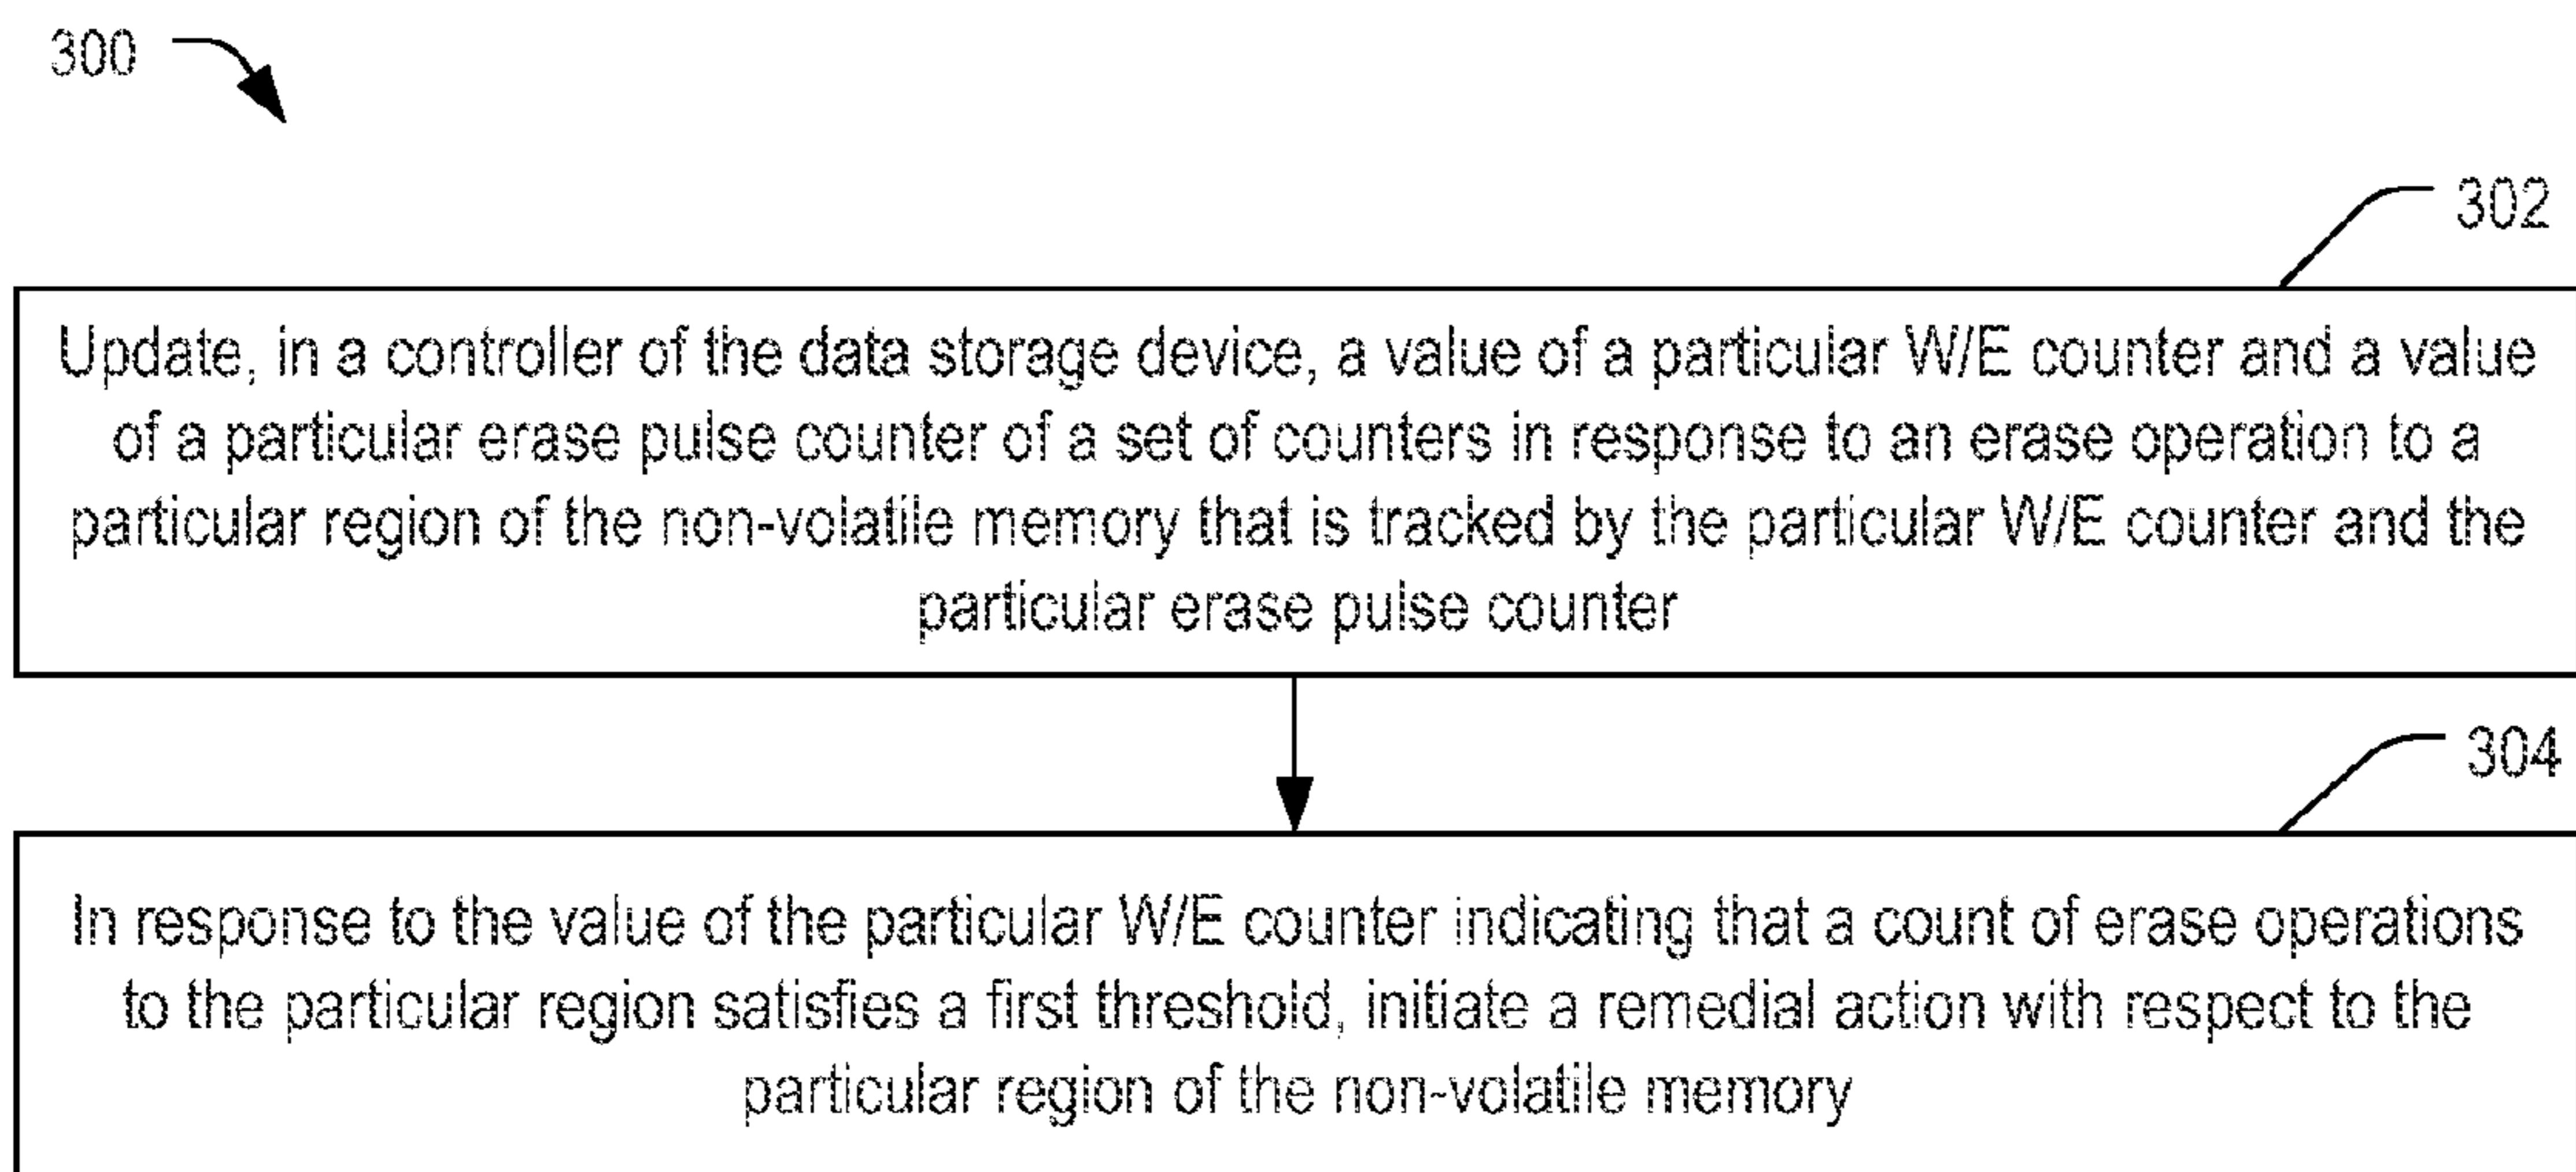 300
302
Update, in a controller of the data storage device, a value of a particular W/E counter and a value
of a particular erase pulse counter of a set of counters in response to an erase operation to a
particular region of the non-volatile memory that is tracked by the particular W/E counter and the
particular erase pulse counter
304
In response to the value of the particular W/E counter indicating that a count of erase operations
to the particular region satisfies a first threshold, initiate a remedial action with respect to the
particular region of the non-volatile memory